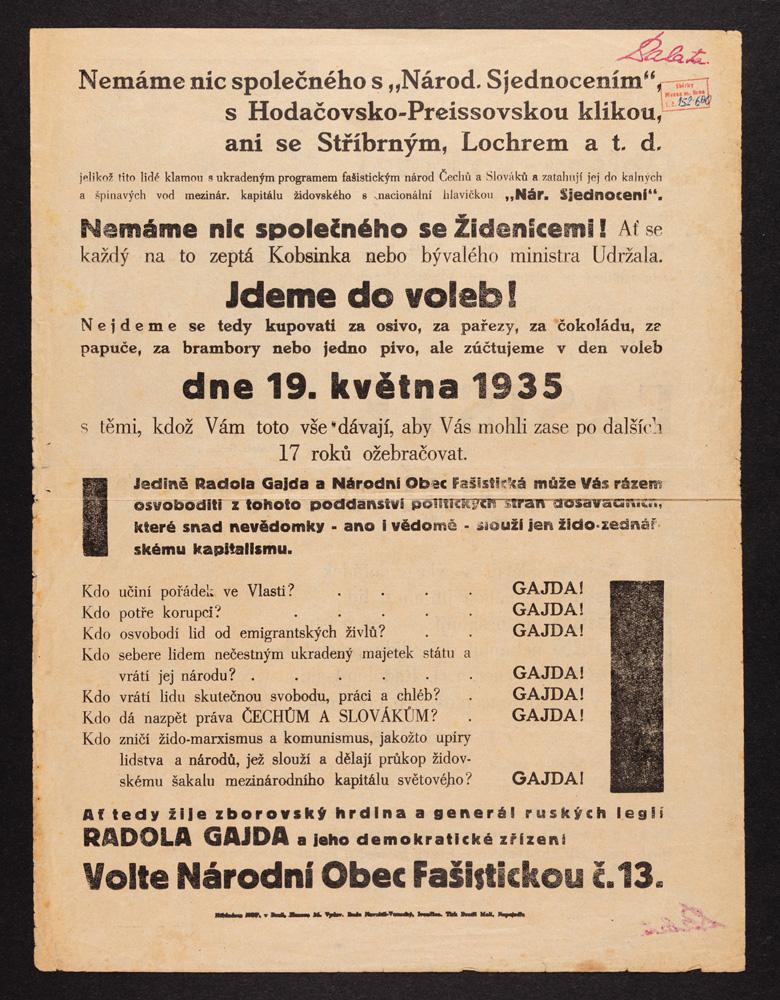 Nemáme nic společného s „Národ. Sjednocením“,
s Hodačovsko-Preissovskou klikou,
ani se Stříbrným, Lochrem a t. d.
jelikož tito lidé klamou s ukradeným programem fašistickým národ Čechů a Slováků a zatahují jej do kalných
a špinavých vod mezinár. kapitálu židovského s nacionální hlavičkou „Nár. Sjednocení“.
Nemáme nic společného se Židenicemi! Ať se
každý na to zeptá Kobsinka nebo bývalého ministra Udržala.
Jdeme do voleb!
Nejdeme se tedy kupovati za osivo, za pařezy, za čokoládu, za
papuče, za brambory nebo jedno pivo, ale zúčtujeme v den voleb
dne 19. května 1935
s těmi, kdož Vám toto vše dávají, aby Vás mohli zase po dalších
17 roků ožebračovat.
Jedině Radola Gajda a Národní Obec Fašistická může Vás rázem
osvoboditi z tohoto poddanství politických stran dosavadních,
které snad nevědomky - ano i vědomě - slouží jen židozednář-
skému kapitalismu.
Kdo učiní pořádek ve Vlasti? . . . . GAJDA!
Kdo potře korupci? . . . . . GAJDA!
Kdo osvobodí lid od emigrantských živlů? . . GAJDA!
Kdo sebere lidem nečestným ukradený majetek státu a
vrátí jej národu? . . . . . . GAJDA!
Kdo vrátí lidu skutečnou svobodu, práci a chléb? . GAJDA!
Kdo dá nazpět práva ČECHŮM A SLOVÁKŮM? . GAJDA!
Kdo zničí žido-marxismus a komunismus, jakožto upíry
lidstva a národů, jež slouží a dělají průkop židov-
skému šakalu mezinárodního kapitálu světového? GAJDA!
Ať tedy žije zborovský hrdina a generál ruských legií
RADOLA GAJDA a jeho demokratické zřízení
Volte Národní Obec Fašistickou č. 13.